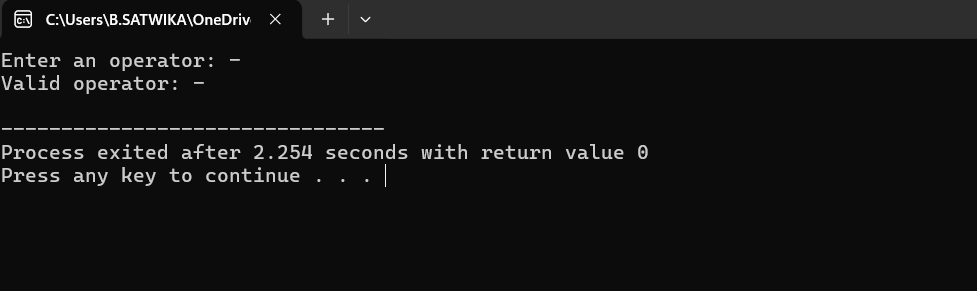 C:\Users\B.SATWIKA\OneDriv
Enter an operator: -
Valid operator: -
--------------------------------
Process exited after 2.254 seconds with return value 0
Press any key to continue . . .